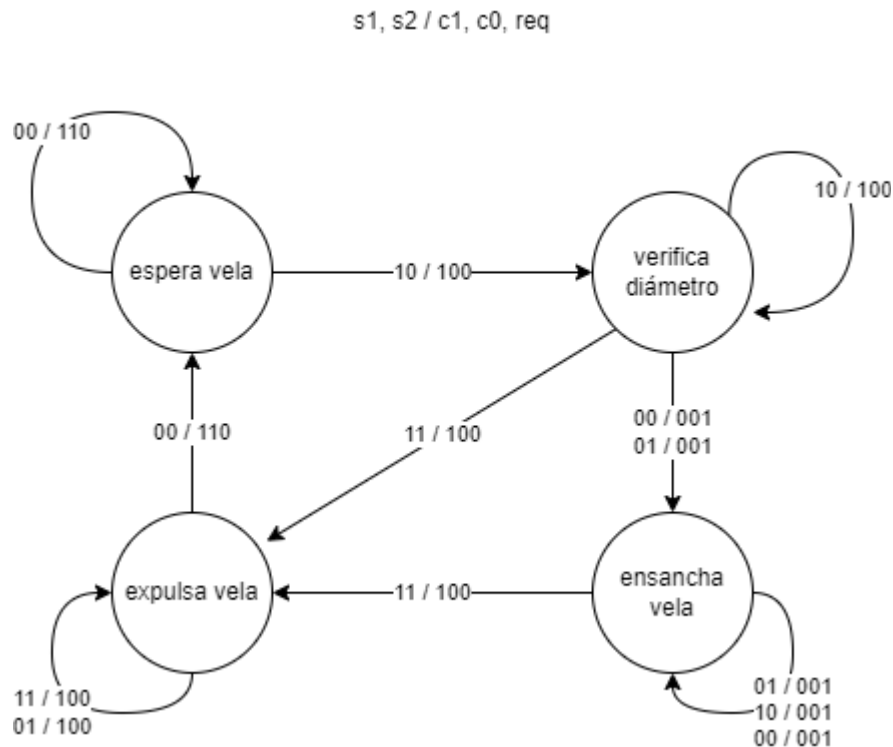 s1, s2 / c1, c0, req
00 / 110
10 / 100
espera vela
10 / 100
verifica
diámetro
00 / 110
11 / 100
00 / 001
01 / 001
expulsa vela
11 / 100
ensancha
vela
11 / 100
01 / 100
01 / 001
10 / 001
00 / 001